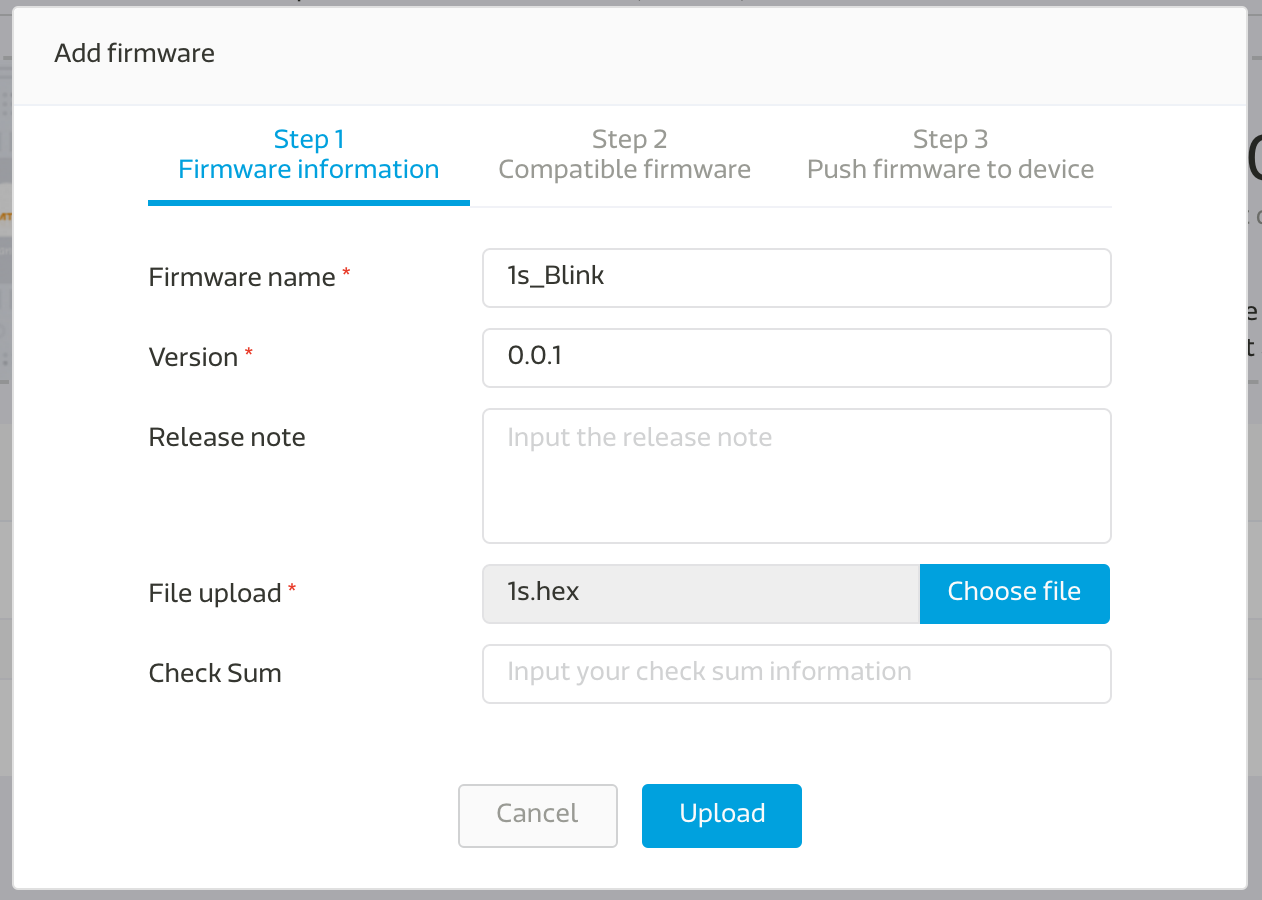 Add firmware
Step 1
Firmware information
Step 2
Compatible firmware
Step 3
Push firmware to device
Firmware name *
1s_Blink
Version *
0.0.1
Release note
Input the release note
File upload *
1s.hex
Choose file
Check Sum
Input your check sum information
Cancel
Upload